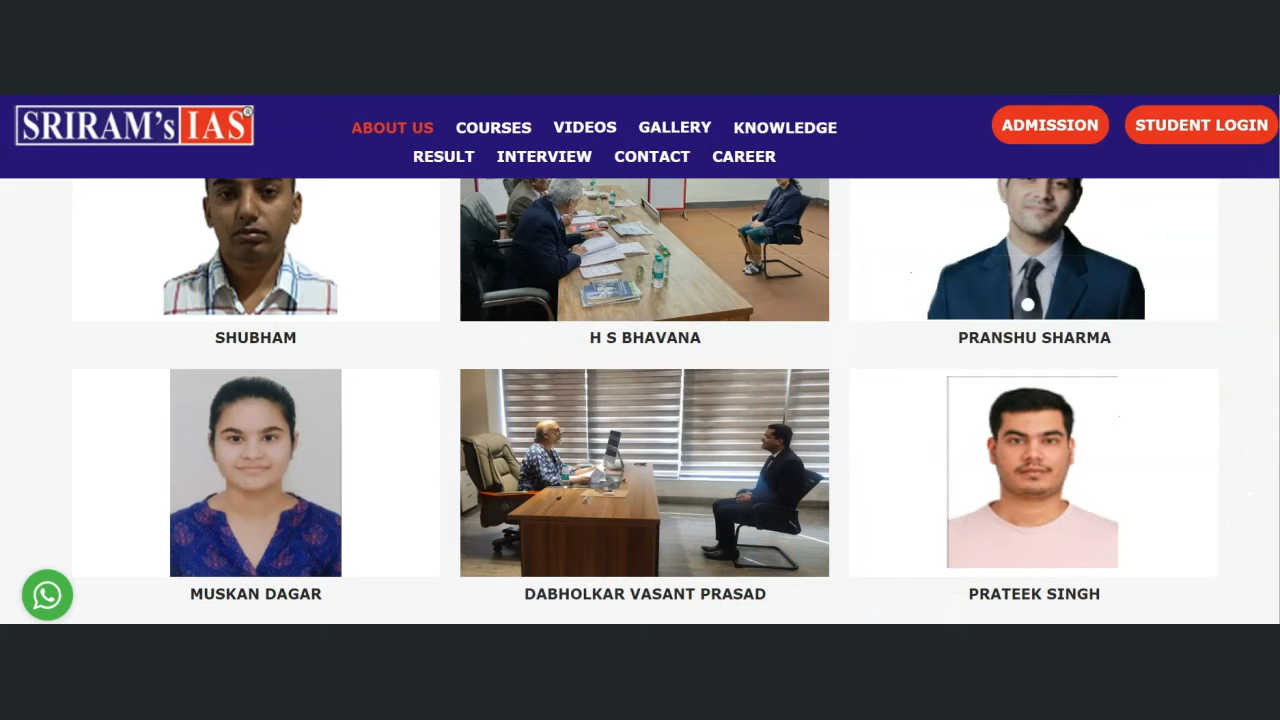 SRIRAM's IAS ®
ABOUT US COURSES VIDEOS GALLERY KNOWLEDGE
RESULT INTERVIEW CONTACT CAREER
ADMISSION STUDENT LOGIN
SHUBHAM H S BHAVANA PRANSHU SHARMA
MUSKAN DAGAR DABHOLKAR VASANT PRASAD PRATEEK SINGH